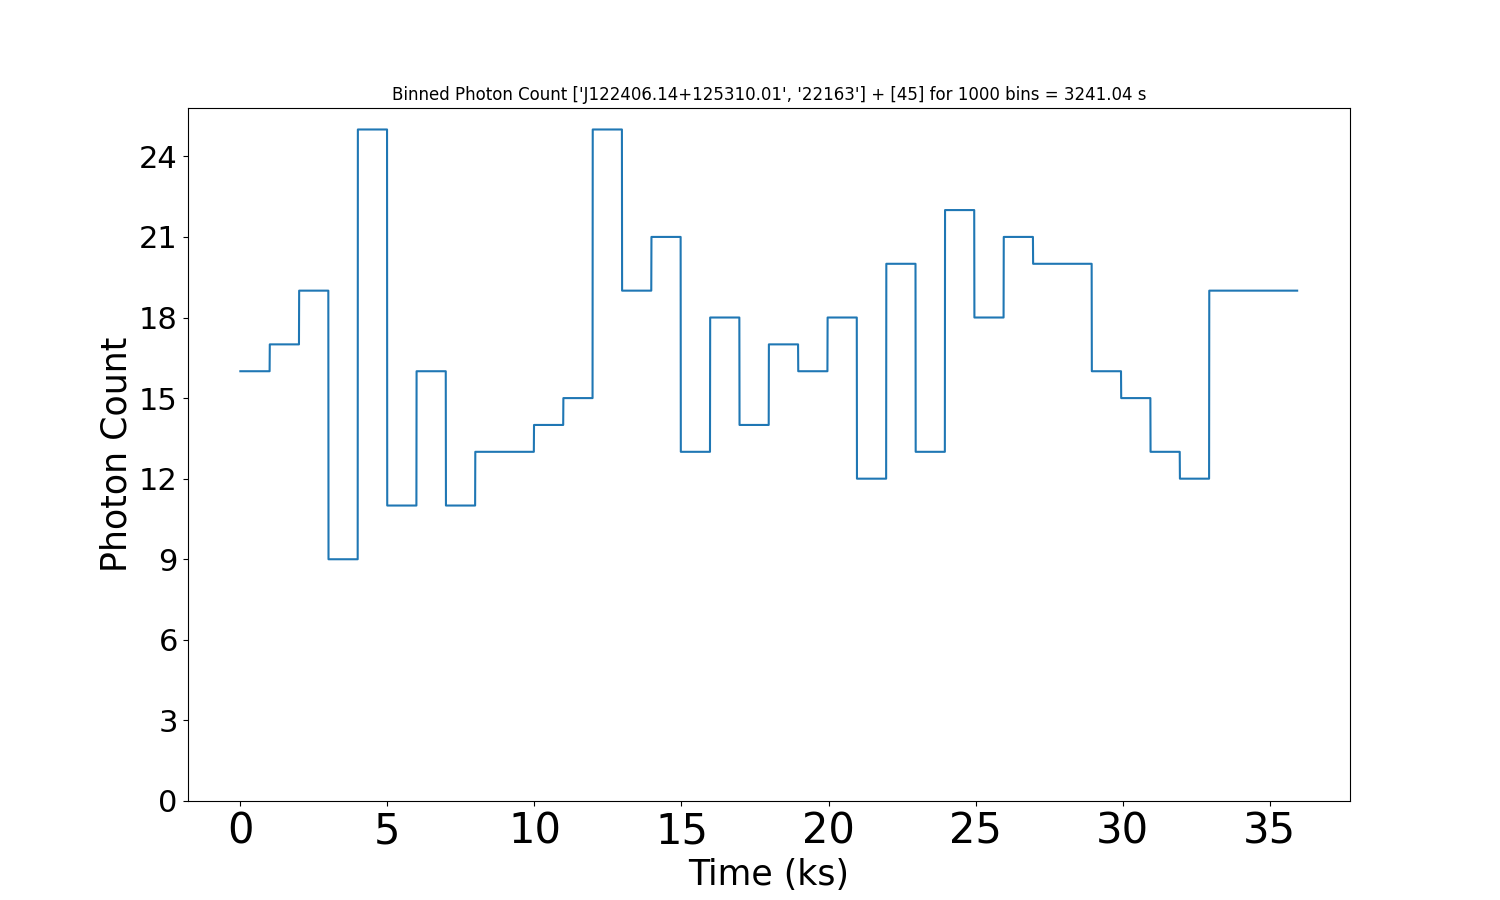 Binned Photon Count ['J122406.14+125310.01', '22163'] + [45] for 1000 bins = 3241.04 s
24
21
18
15
12
9
6
3
0
Photon Count
0 5 10 15 20 25 30 35
Time (ks)